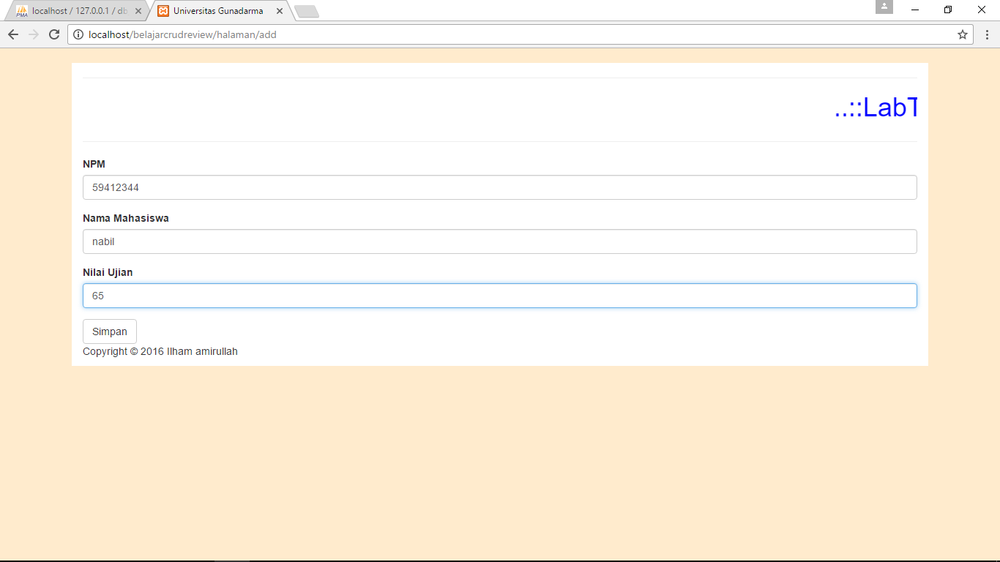 localhost / 127.0.0.1 / db
Universitas Gunadarma
localhost/belajarcrudreview/halaman/add
..::LabT
NPM
59412344
Nama Mahasiswa
nabil
Nilai Ujian
65
Simpan
Copyright © 2016 Ilham amirullah